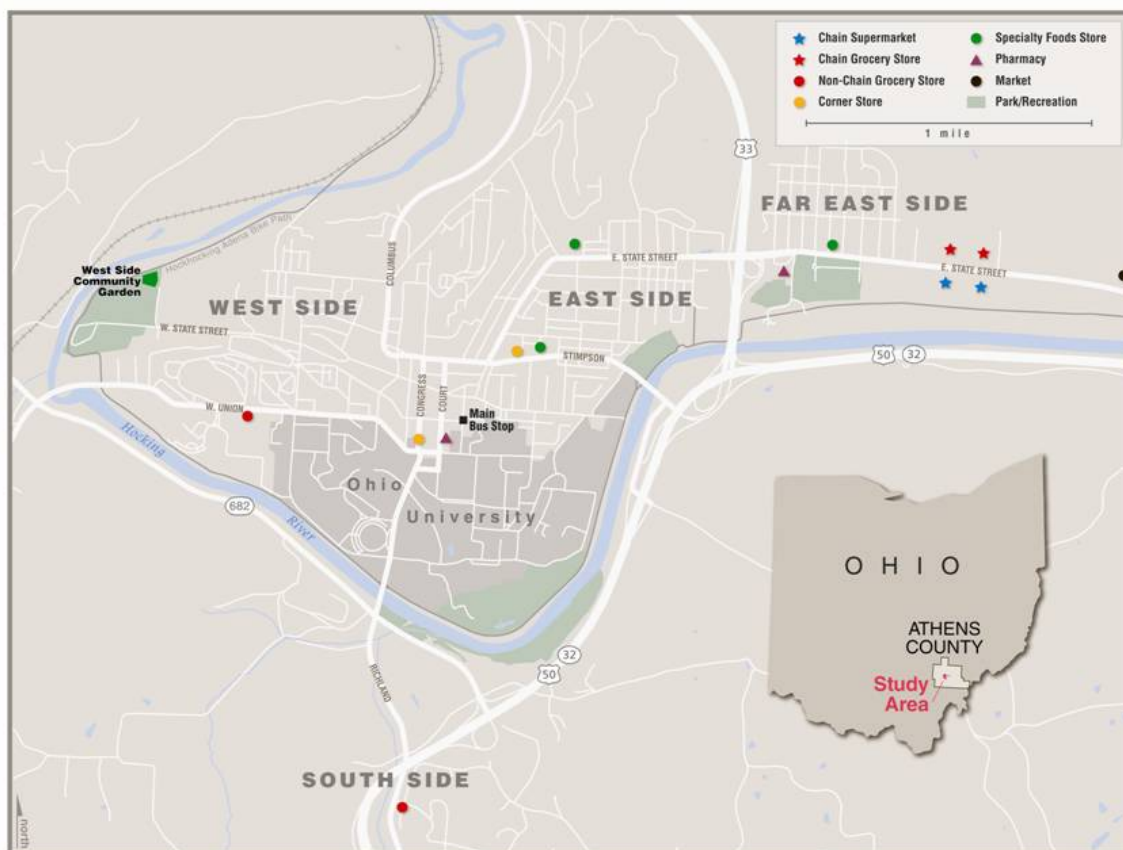 Chain Supermarket
Chain Grocery Store
Non-Chain Grocery Store
Corner Store
Specialty Foods Store
Pharmacy
Market
Park/Recreation
1 mile
33
FAR EAST SIDE
Hockhocking Adena Bike Path
COLUMBUS
E. STATE STREET
E. STATE STREET
West Side
Community
Garden
WEST SIDE
EAST SIDE
W. STATE STREET
STIMPSON
50
32
CONGRESS
COURT
W. UNION
Main
Bus Stop
Hocking
River
Ohio
University
682
OHIO
ATHENS
COUNTY
Study
Area
32
50
RICHLAND
SOUTH SIDE
north